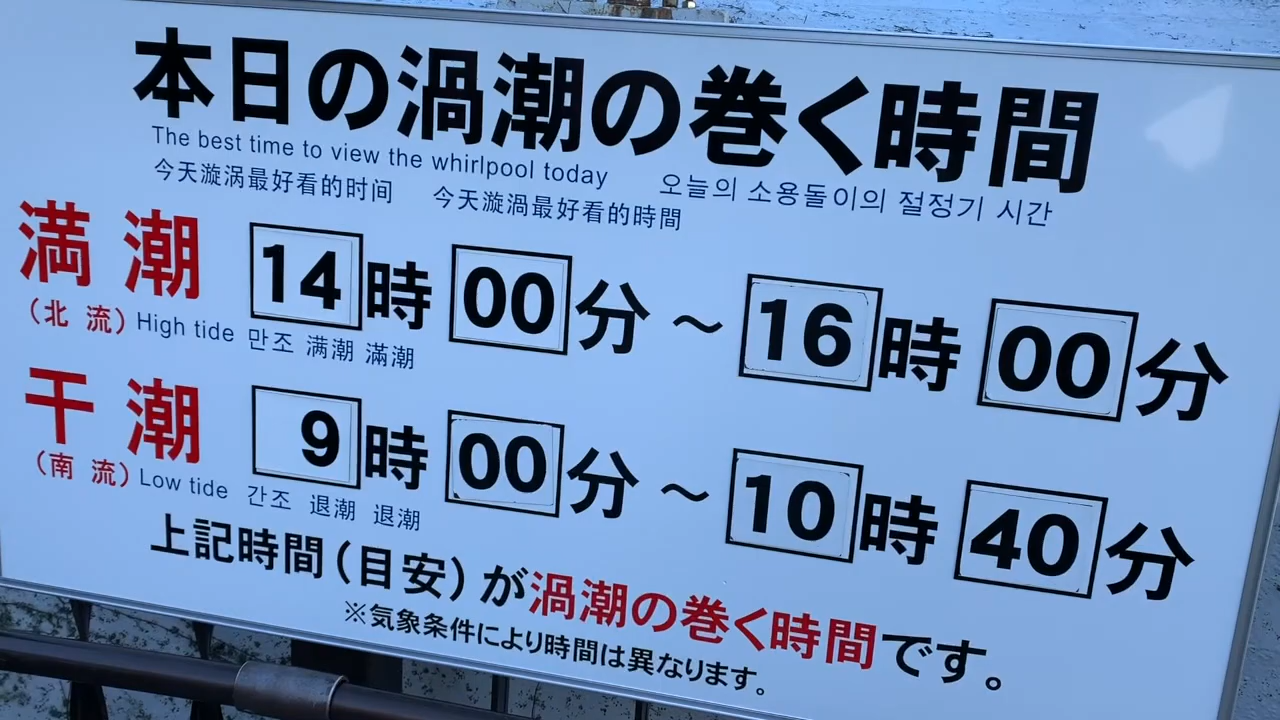 本日の渦潮の巻く時間
The best time to view the whirlpool today
今天漩涡最好看的时间 今天漩渦最好看的時間 오늘의 소용돌이의 절정기 시간
満潮 14時00分～16時00分
(北流) High tide 만조 满潮 滿潮
干潮 9時00分～10時40分
(南流) Low tide 간조 退潮 退潮
上記時間(目安)が渦潮の巻く時間です。
※気象条件により時間は異なります。